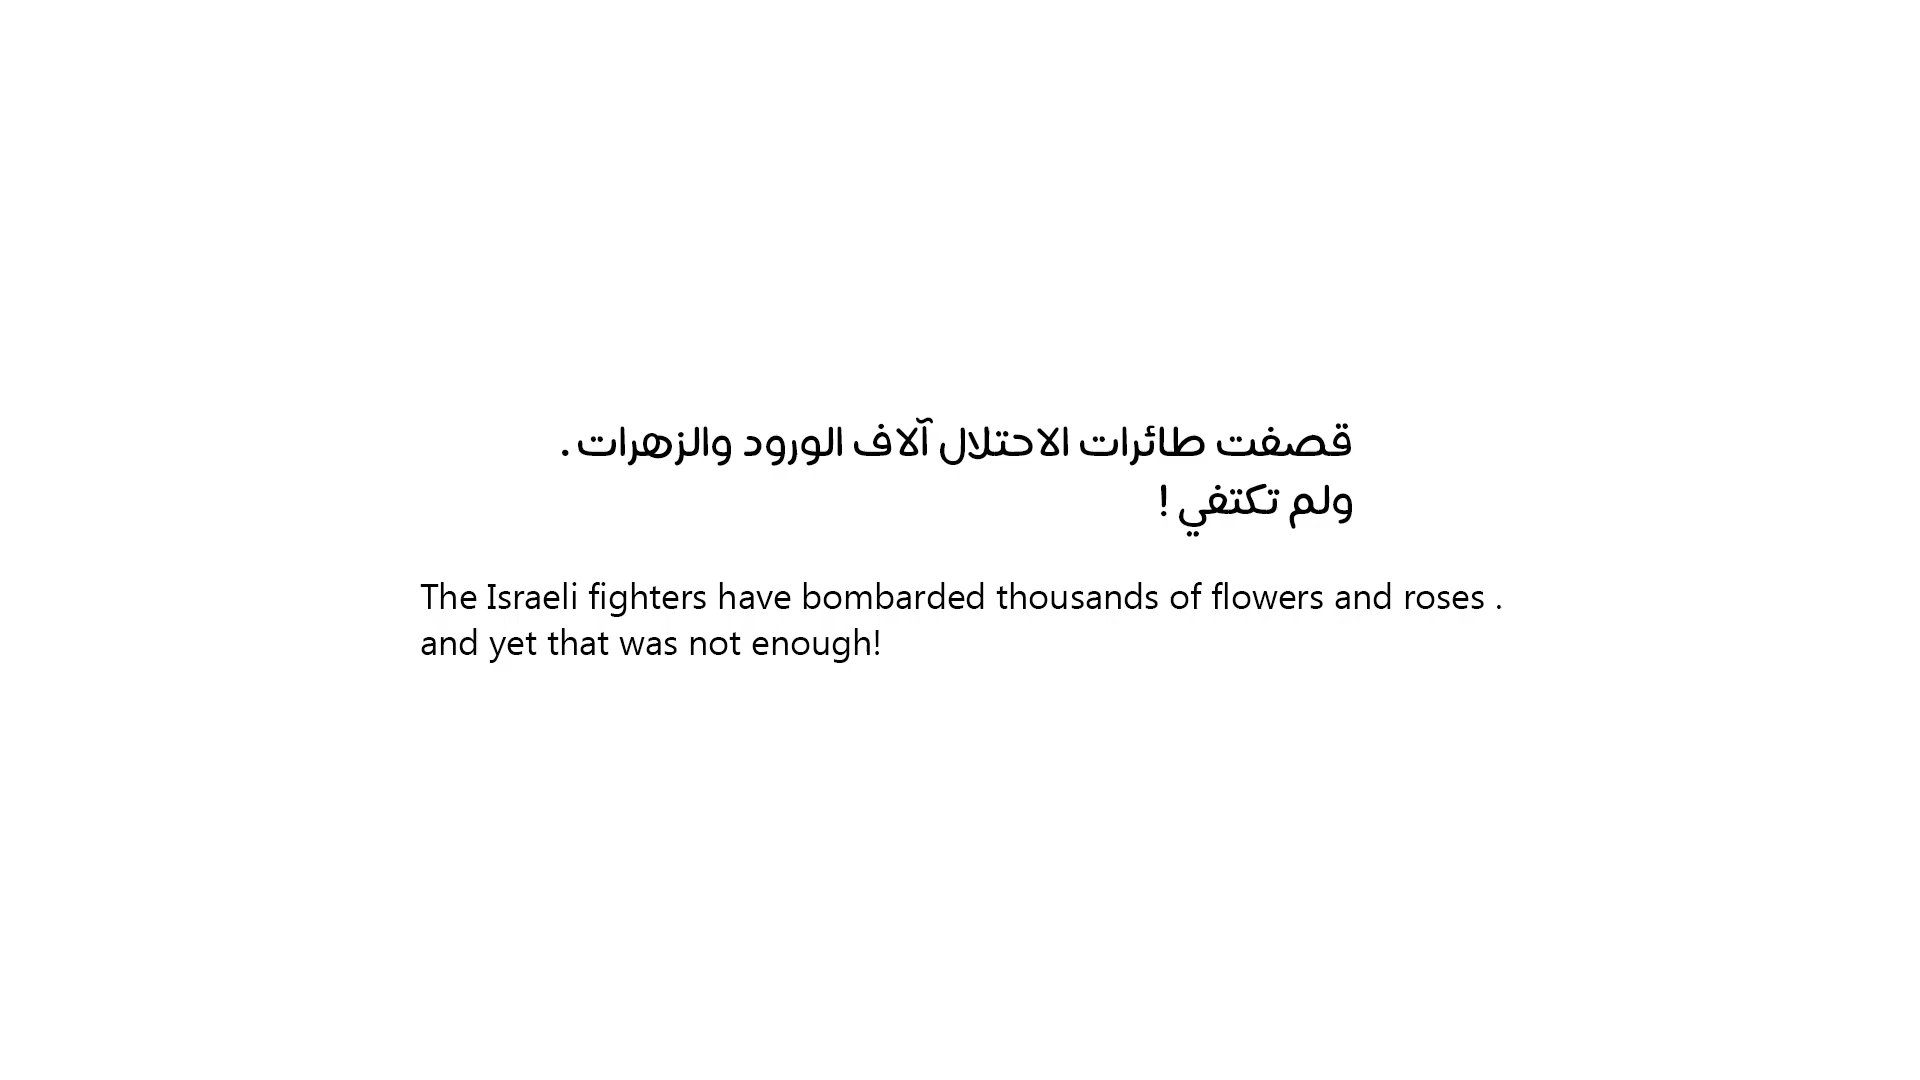 قصفت طائرات الاحتلال آلاف الورود والزهرات .
ولم تكتفي !
The Israeli fighters have bombarded thousands of flowers and roses .
and yet that was not enough!